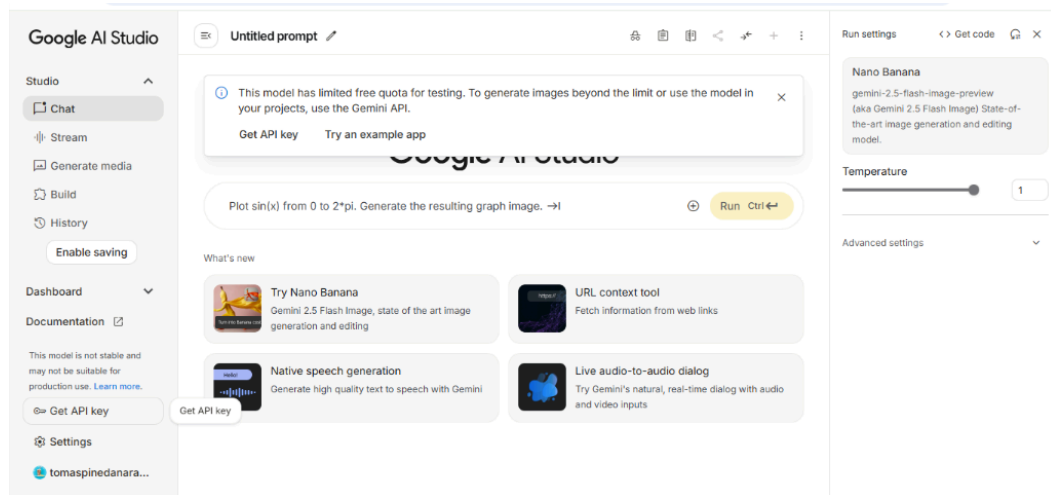 Google AI Studio
Studio
Chat
Stream
Generate media
Build
History
Enable saving
Dashboard
Documentation
This model is not stable and
may not be suitable for
production use. Learn more.
Get API key
Get API key
Settings
tomaspinedanara...
Untitled prompt
This model has limited free quota for testing. To generate images beyond the limit or use the model in
your projects, use the Gemini API.
Get API key Try an example app
Google AI Studio
Plot sin(x) from 0 to 2*pi. Generate the resulting graph image.
Run Ctrl
What's new
Try Nano Banana
Gemini 2.5 Flash Image, state of the art image
generation and editing
URL context tool
Fetch information from web links
https://
Native speech generation
Generate high quality text to speech with Gemini
Hello!
Live audio-to-audio dialog
Try Gemini's natural, real-time dialog with audio
and video inputs
Run settings
<> Get code
Nano Banana
gemini-2.5-flash-image-preview
(aka Gemini 2.5 Flash Image) State-of-
the-art image generation and editing
model.
Temperature
1
Advanced settings